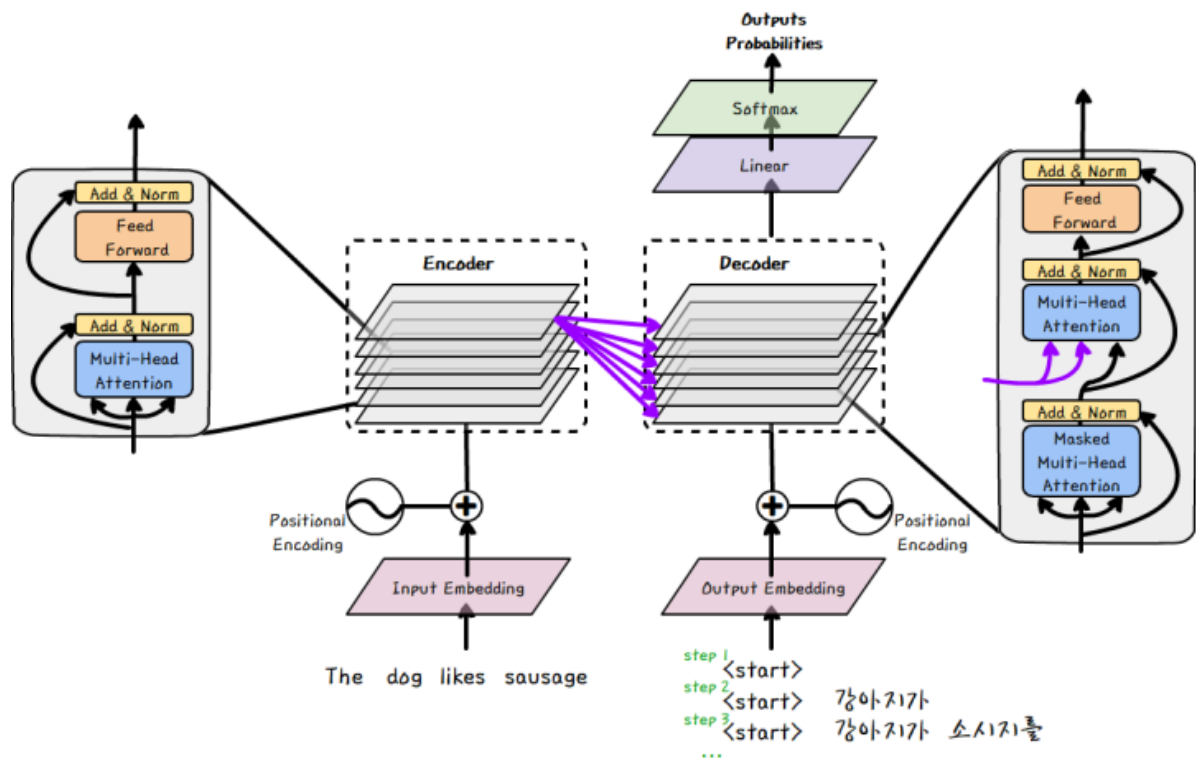 Outputs
Probabilities
Softmax
Linear
Add & Norm
Feed
Forward
Add & Norm
Multi-Head
Attention
Encoder
Decoder
Add & Norm
Feed
Forward
Add & Norm
Multi-Head
Attention
Add & Norm
Masked
Multi-Head
Attention
Positional
Encoding
Positional
Encoding
Input Embedding
Output Embedding
The dog likes sausage
step 1
<start>
step 2
<start> 강아지가
step 3
<start> 강아지가 소시지를
...